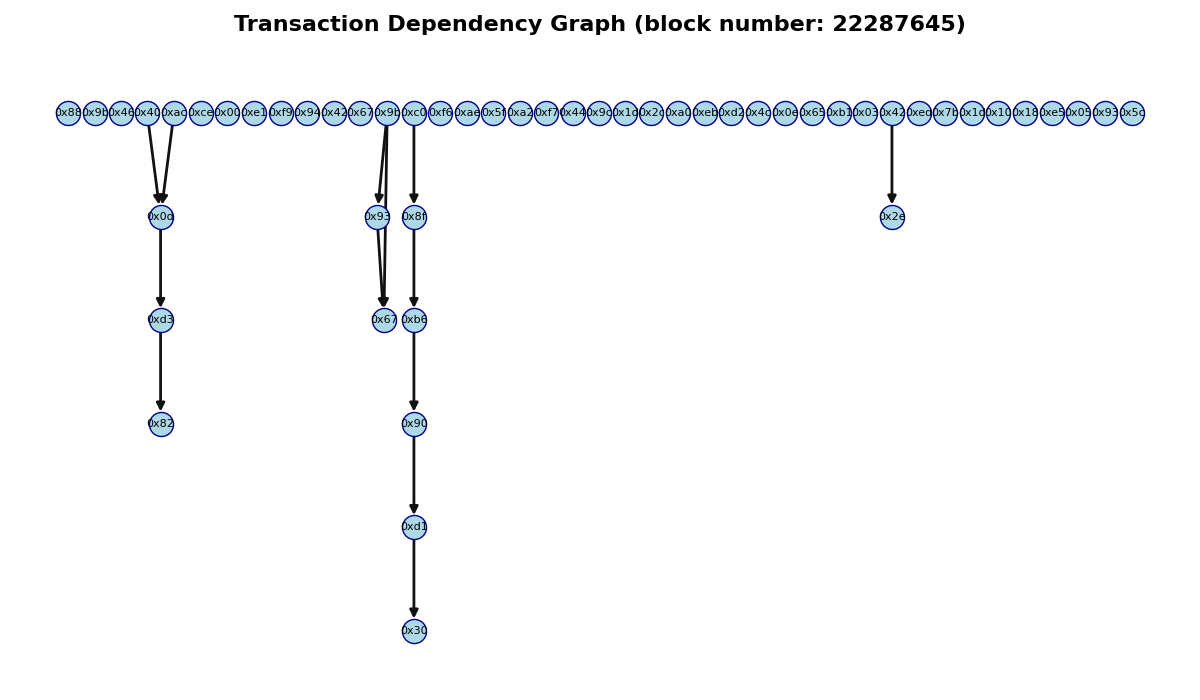 Transaction Dependency Graph (block number: 22287645)
0x88 0x9b 0x46 0x40 0xac 0xce 0x00 0xe1 0xf9 0x94 0x42 0x67 0x9b 0xc0 0xf6 0xae 0x5f 0xa2 0xf7 0x44 0x9c 0x1d 0x2c 0xa0 0xeb 0xd2 0x4c 0x0e 0x65 0xb1 0x03 0x42 0xed 0x7b 0x1d 0x10 0x18 0xe5 0x05 0x93 0x5c
0x0d 0x93 0x8f 0x2e
0xd3 0x67 0xb6
0x82 0x90
0xd1
0x30